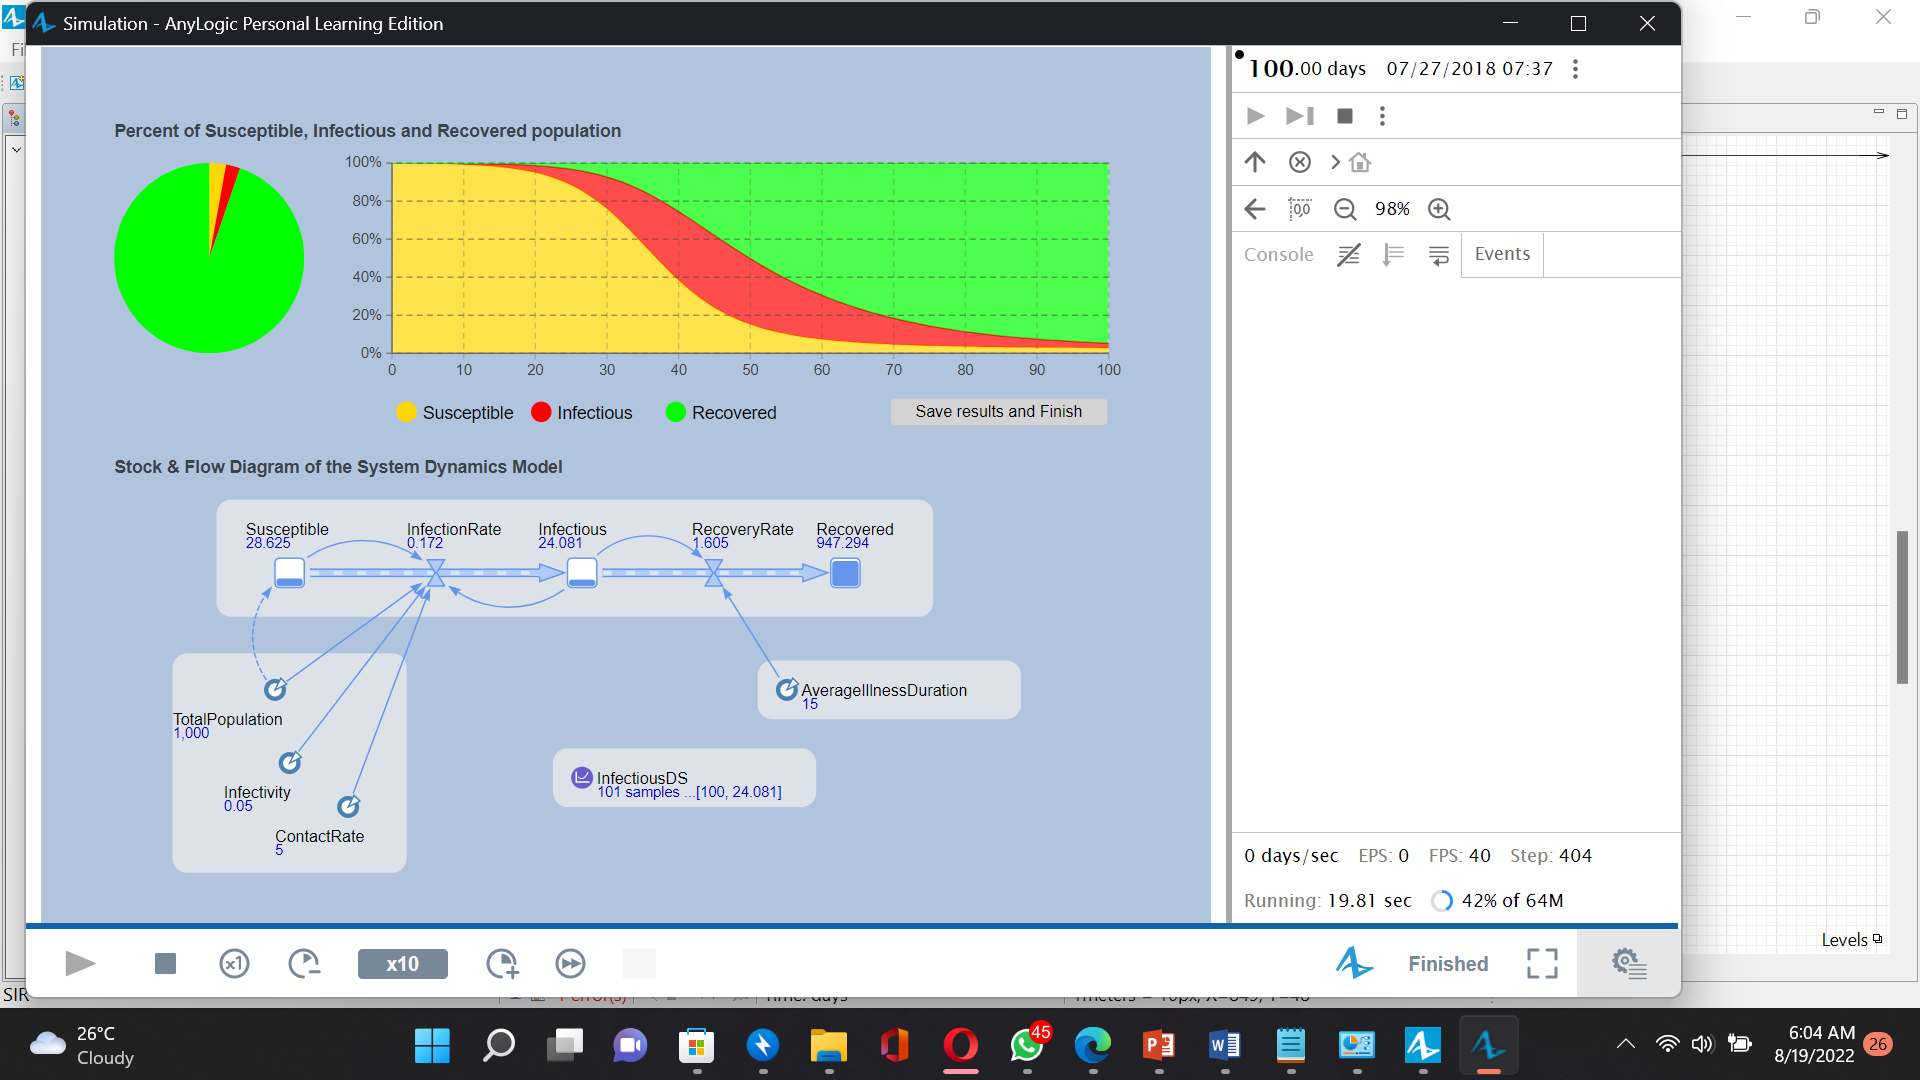 Simulation - AnyLogic Personal Learning Edition
Fi
100.00 days 07/27/2018 07:37
Percent of Susceptible, Infectious and Recovered population
100%
80%
60%
40%
20%
0%
0 10 20 30 40 50 60 70 80 90 100
Susceptible Infectious Recovered
Save results and Finish
98%
Console Events
Stock & Flow Diagram of the System Dynamics Model
Susceptible InfectionRate Infectious RecoveryRate Recovered
28.625 0.172 24.081 1.605 947.294
TotalPopulation
1,000
Infectivity
0.05
ContactRate
5
AverageIllnessDuration
15
InfectiousDS
101 samples ...[100, 24.081]
0 days/sec EPS: 0 FPS: 40 Step: 404
Running: 19.81 sec 42% of 64M
Levels
x1 x10 Finished
SIR
26°C
Cloudy
45
6:04 AM
8/19/2022
26